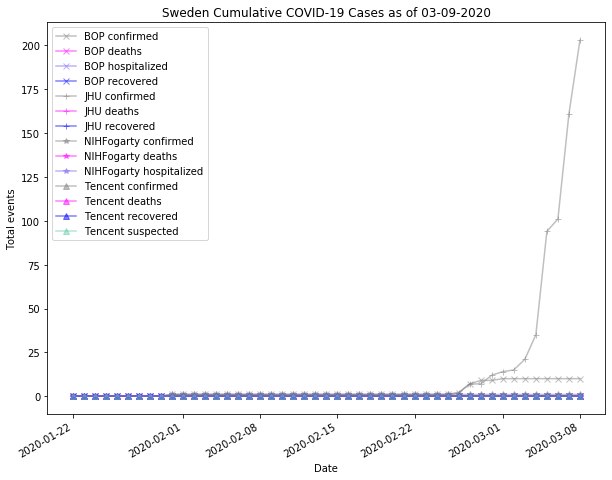 Sweden Cumulative COVID-19 Cases as of 03-09-2020
BOP confirmed
BOP deaths
BOP hospitalized
BOP recovered
JHU confirmed
JHU deaths
JHU recovered
NIHFogarty confirmed
NIHFogarty deaths
NIHFogarty hospitalized
Tencent confirmed
Tencent deaths
Tencent recovered
Tencent suspected
Total events
200
175
150
125
100
75
50
25
0
2020-01-22
2020-02-01
2020-02-08
2020-02-15
2020-02-22
2020-03-01
2020-03-08
Date